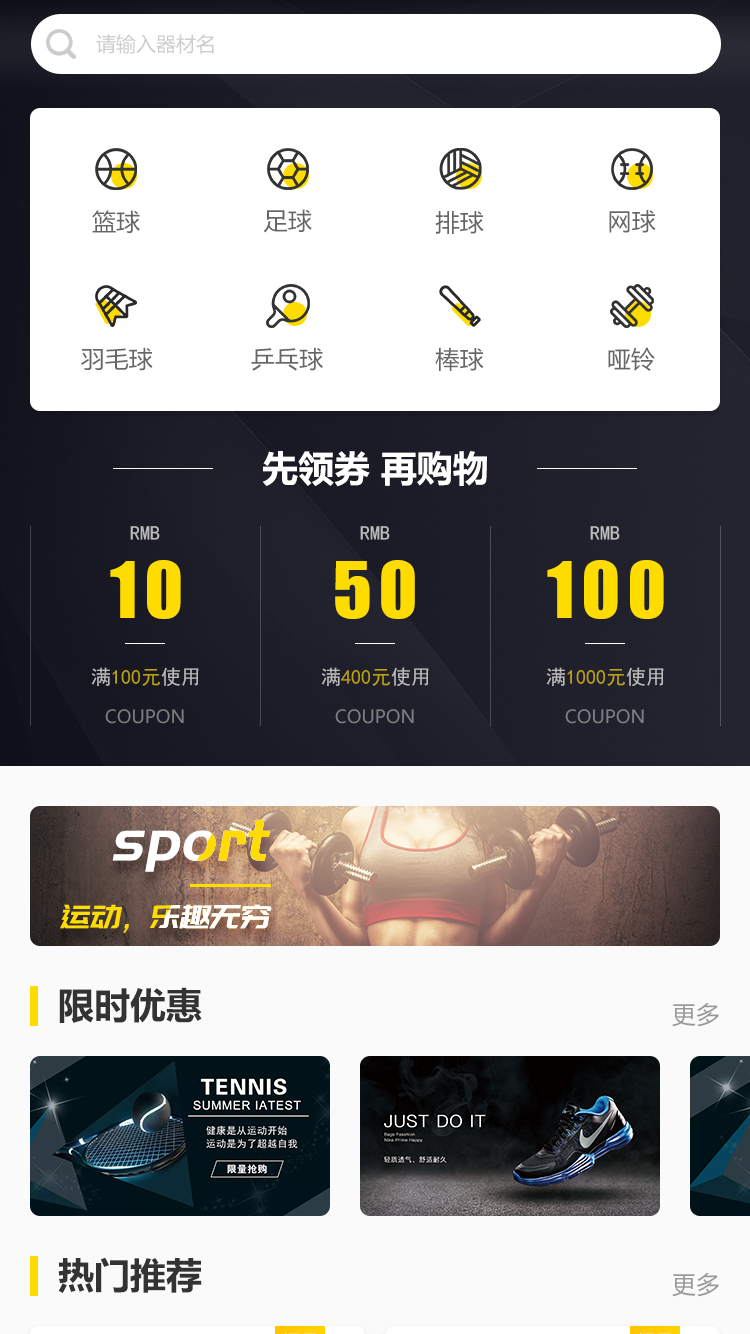 请输入器材名
篮球 足球 排球 网球
羽毛球 乒乓球 棒球 哑铃
先领券 再购物
RMB RMB RMB
10 50 100
满100元使用 满400元使用 满1000元使用
COUPON COUPON COUPON
sport
运动，乐趣无穷
限时优惠
更多
TENNIS
SUMMER IATEST
健康是从运动开始
运动是为了超越自我
限量抢购
JUST DO IT
Bags Fasshion
Nike Prime Happy
轻质透气、舒适耐久
热门推荐
更多